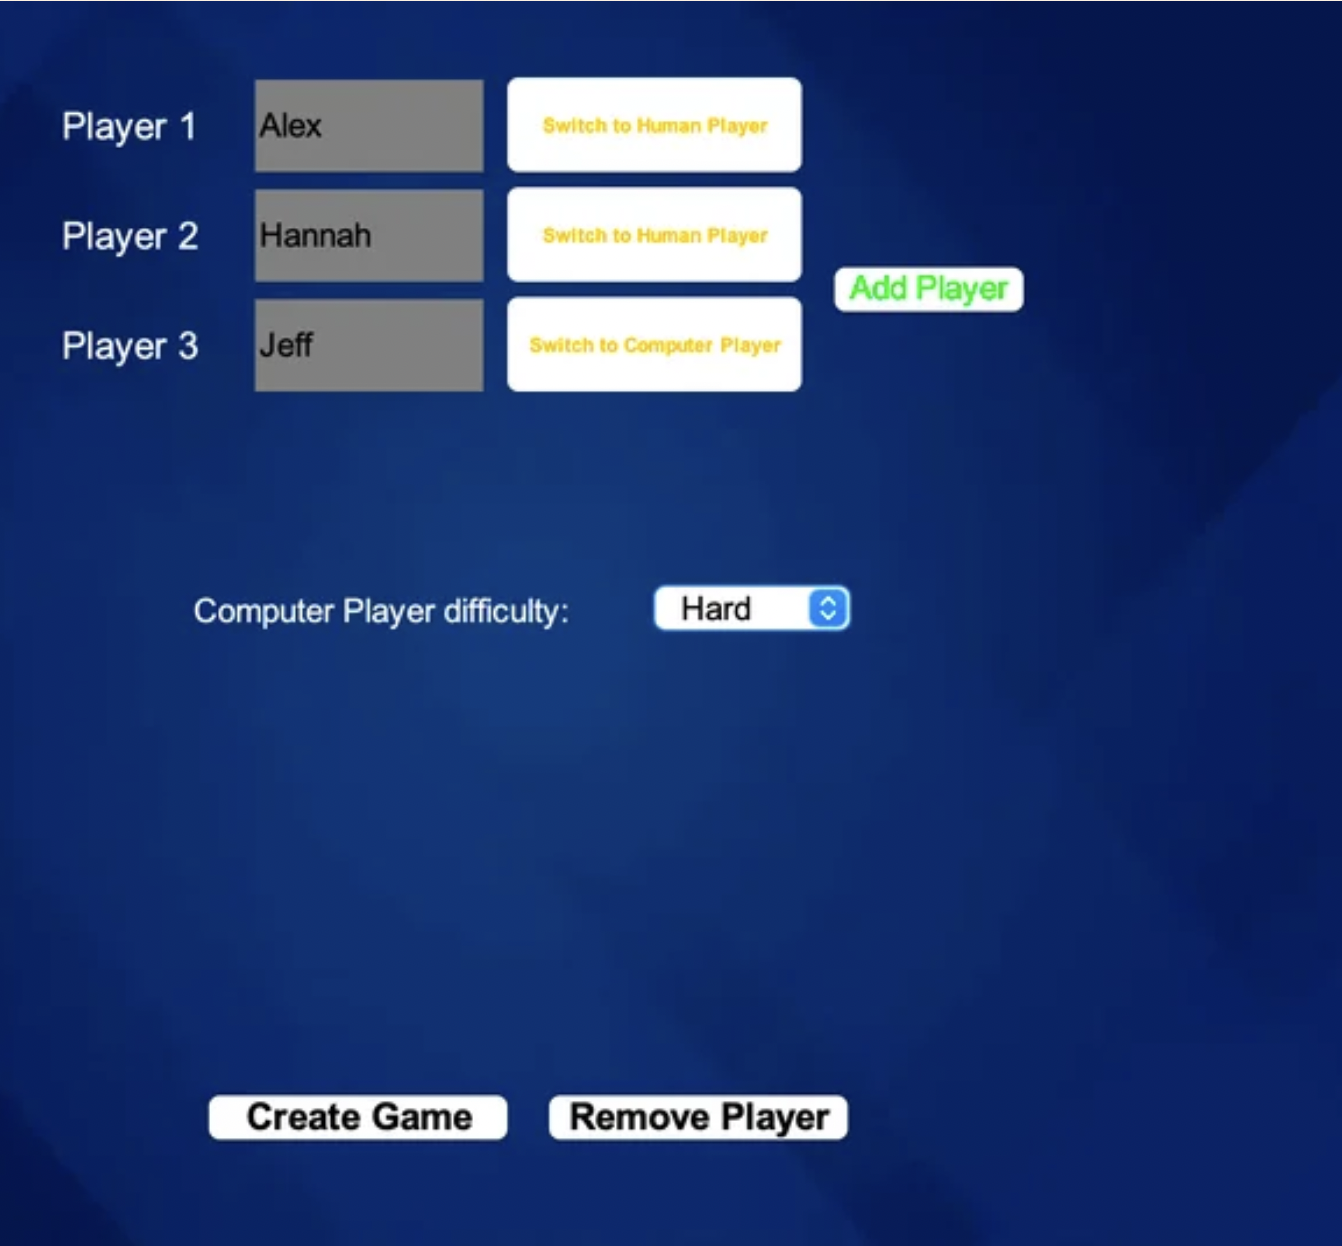 Player 1 Alex Switch to Human Player
Player 2 Hannah Switch to Human Player
Add Player
Player 3 Jeff Switch to Computer Player
Computer Player difficulty: Hard
Create Game Remove Player